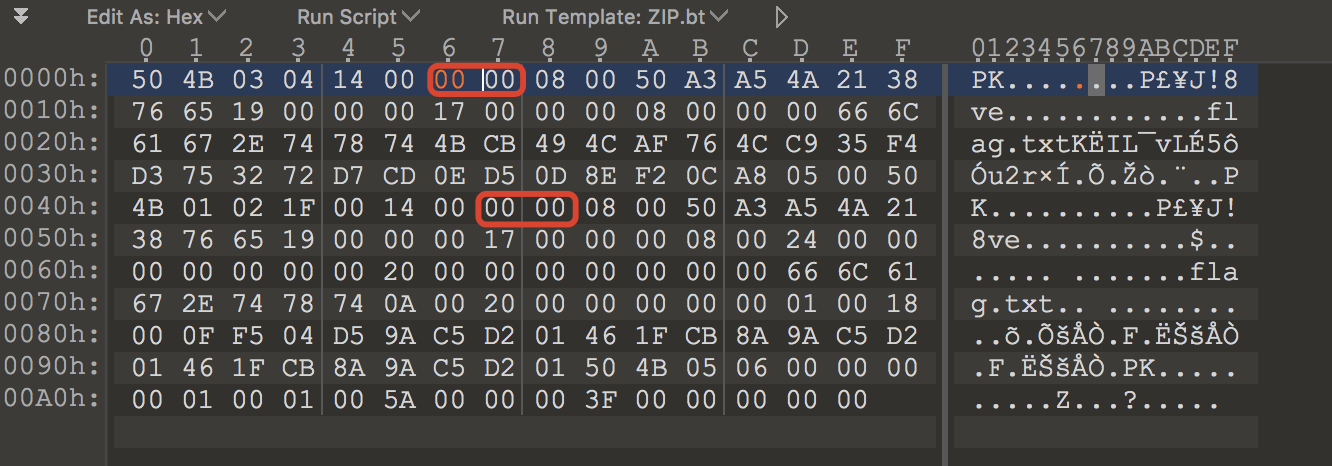 Edit As: Hex Run Script Run Template: ZIP.bt
0 1 2 3 4 5 6 7 8 9 A B C D E F 0123456789ABCDEF
0000h: 50 4B 03 04 14 00 00 00 08 00 50 A3 A5 4A 21 38 PK........P£¥J!8
0010h: 76 65 19 00 00 00 17 00 00 00 08 00 00 00 66 6C ve............fl
0020h: 61 67 2E 74 78 74 4B CB 49 4C AF 76 4C C9 35 F4 ag.txtKËIL¯vLÉ5ô
0030h: D3 75 32 72 D7 CD 0E D5 0D 8E F2 0C A8 05 00 50 Óu2r×Í.Õ.Žò.¨..P
0040h: 4B 01 02 1F 00 14 00 00 00 08 00 50 A3 A5 4A 21 K..........P£¥J!
0050h: 38 76 65 19 00 00 00 17 00 00 00 08 00 24 00 00 8ve..........$..
0060h: 00 00 00 00 00 20 00 00 00 00 00 00 00 66 6C 61 ..... .......fla
0070h: 67 2E 74 78 74 0A 00 20 00 00 00 00 00 01 00 18 g.txt.. ........
0080h: 00 0F F5 04 D5 9A C5 D2 01 46 1F CB 8A 9A C5 D2 ..õ.ÕšÅÒ.F.ËŠšÅÒ
0090h: 01 46 1F CB 8A 9A C5 D2 01 50 4B 05 06 00 00 00 .F.ËŠšÅÒ.PK.....
00A0h: 00 01 00 01 00 5A 00 00 00 3F 00 00 00 00 00 .....Z...?.....